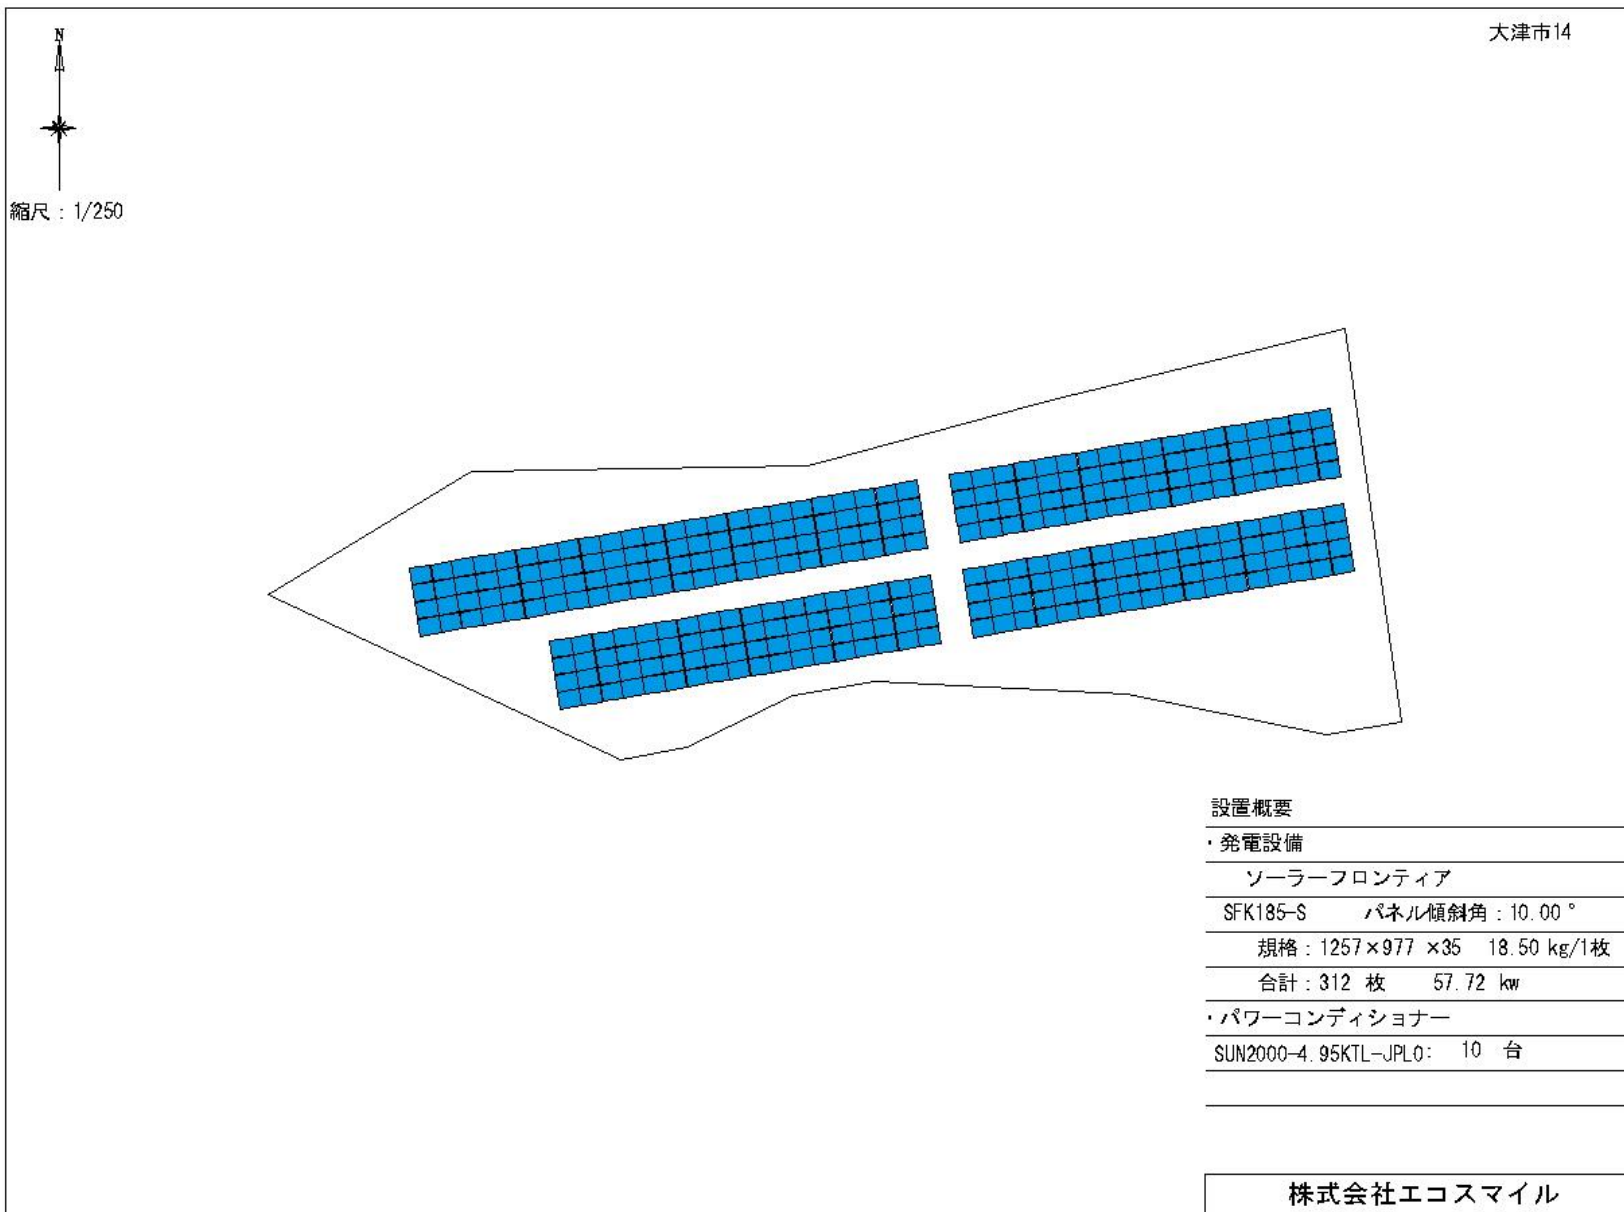 大津市14
N
縮尺：1/250
設置概要
・発電設備
ソーラーフロンティア
SFK185-S パネル傾斜角：10.00°
規格：1257×977 ×35 18.50 kg/1枚
合計：312 枚 57.72 kw
・パワーコンディショナー
SUN2000-4.95KTL-JPL0: 10 台
株式会社エコスマイル